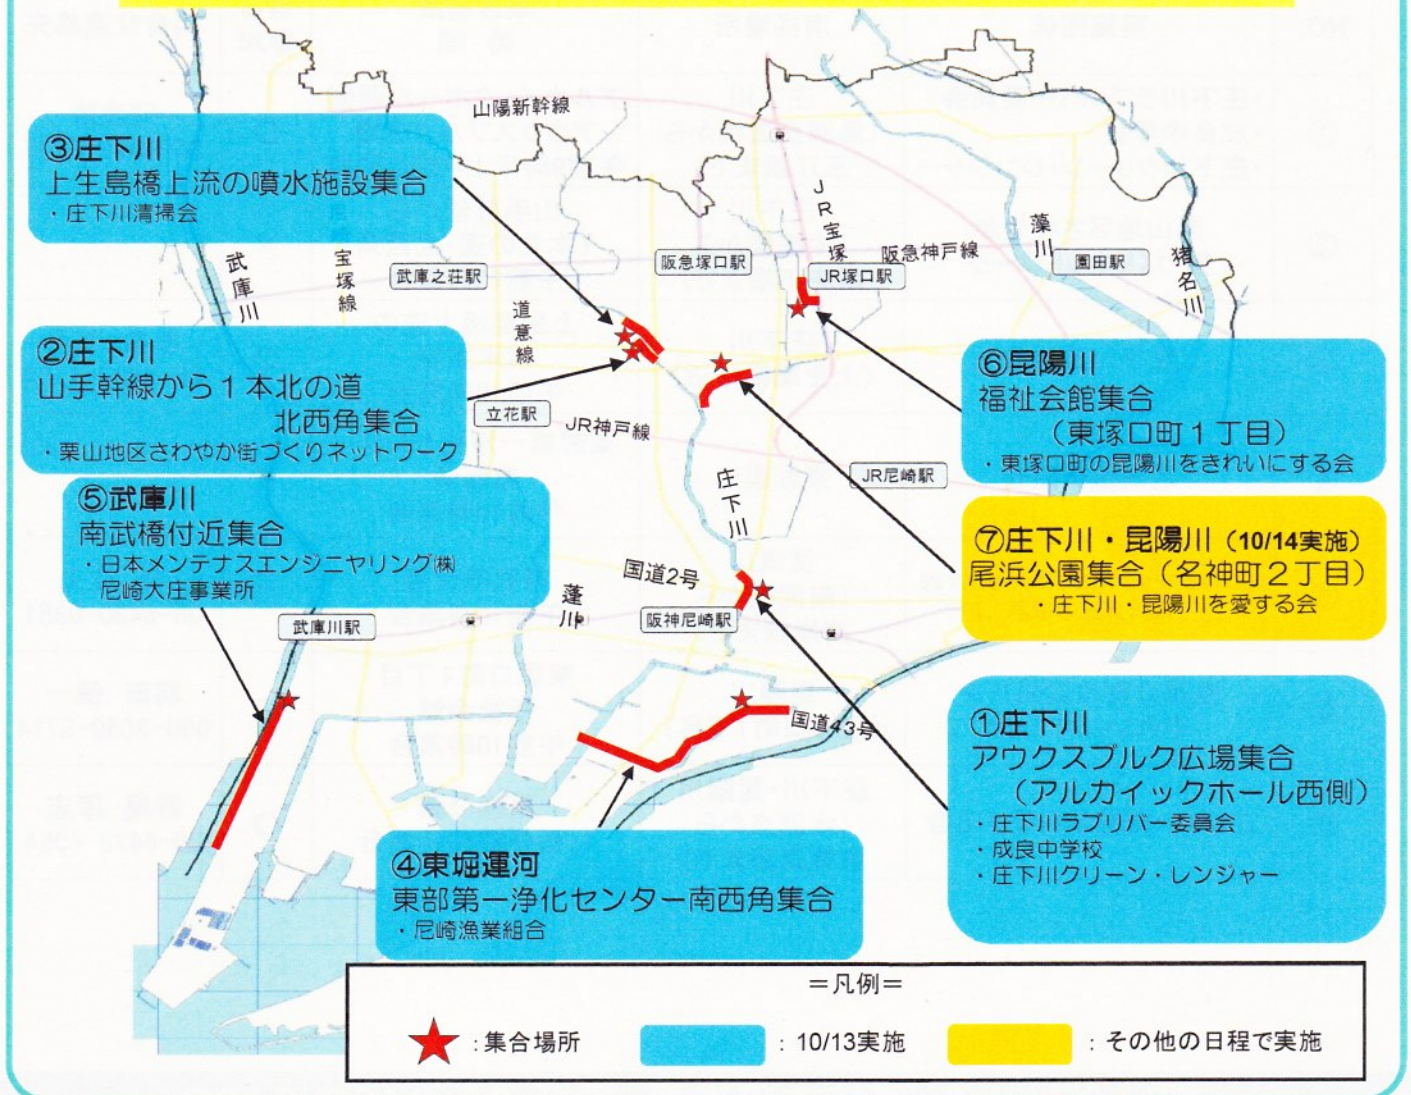 山陽新幹線
③庄下川
上生島橋上流の噴水施設集合
・庄下川清掃会
武庫川
宝塚線
武庫之荘駅
道意線
阪急塚口駅
JR宝塚
JR塚口駅
阪急神戸線
藻川
園田駅
猪名川
②庄下川
山手幹線から1本北の道
北西角集合
・栗山地区さわやか街づくりネットワーク
立花駅
JR神戸線
⑥昆陽川
福祉会館集合
(東塚口町1丁目)
・東塚口町の昆陽川をきれいにする会
JR尼崎駅
庄下川
⑤武庫川
南武橋付近集合
・日本メンテナスエンジニヤリング㈱
尼崎大庄事業所
⑦庄下川・昆陽川(10/14実施)
尾浜公園集合(名神町2丁目)
・庄下川・昆陽川を愛する会
国道2号
蓬川
武庫川駅
阪神尼崎駅
国道43号
①庄下川
アウクスブルク広場集合
(アルカイックホール西側)
・庄下川ラブリバー委員会
・成良中学校
・庄下川クリーン・レンジャー
④東堀運河
東部第一浄化センター南西角集合
・尼崎漁業組合
=凡例=
★:集合場所
:10/13実施
:その他の日程で実施